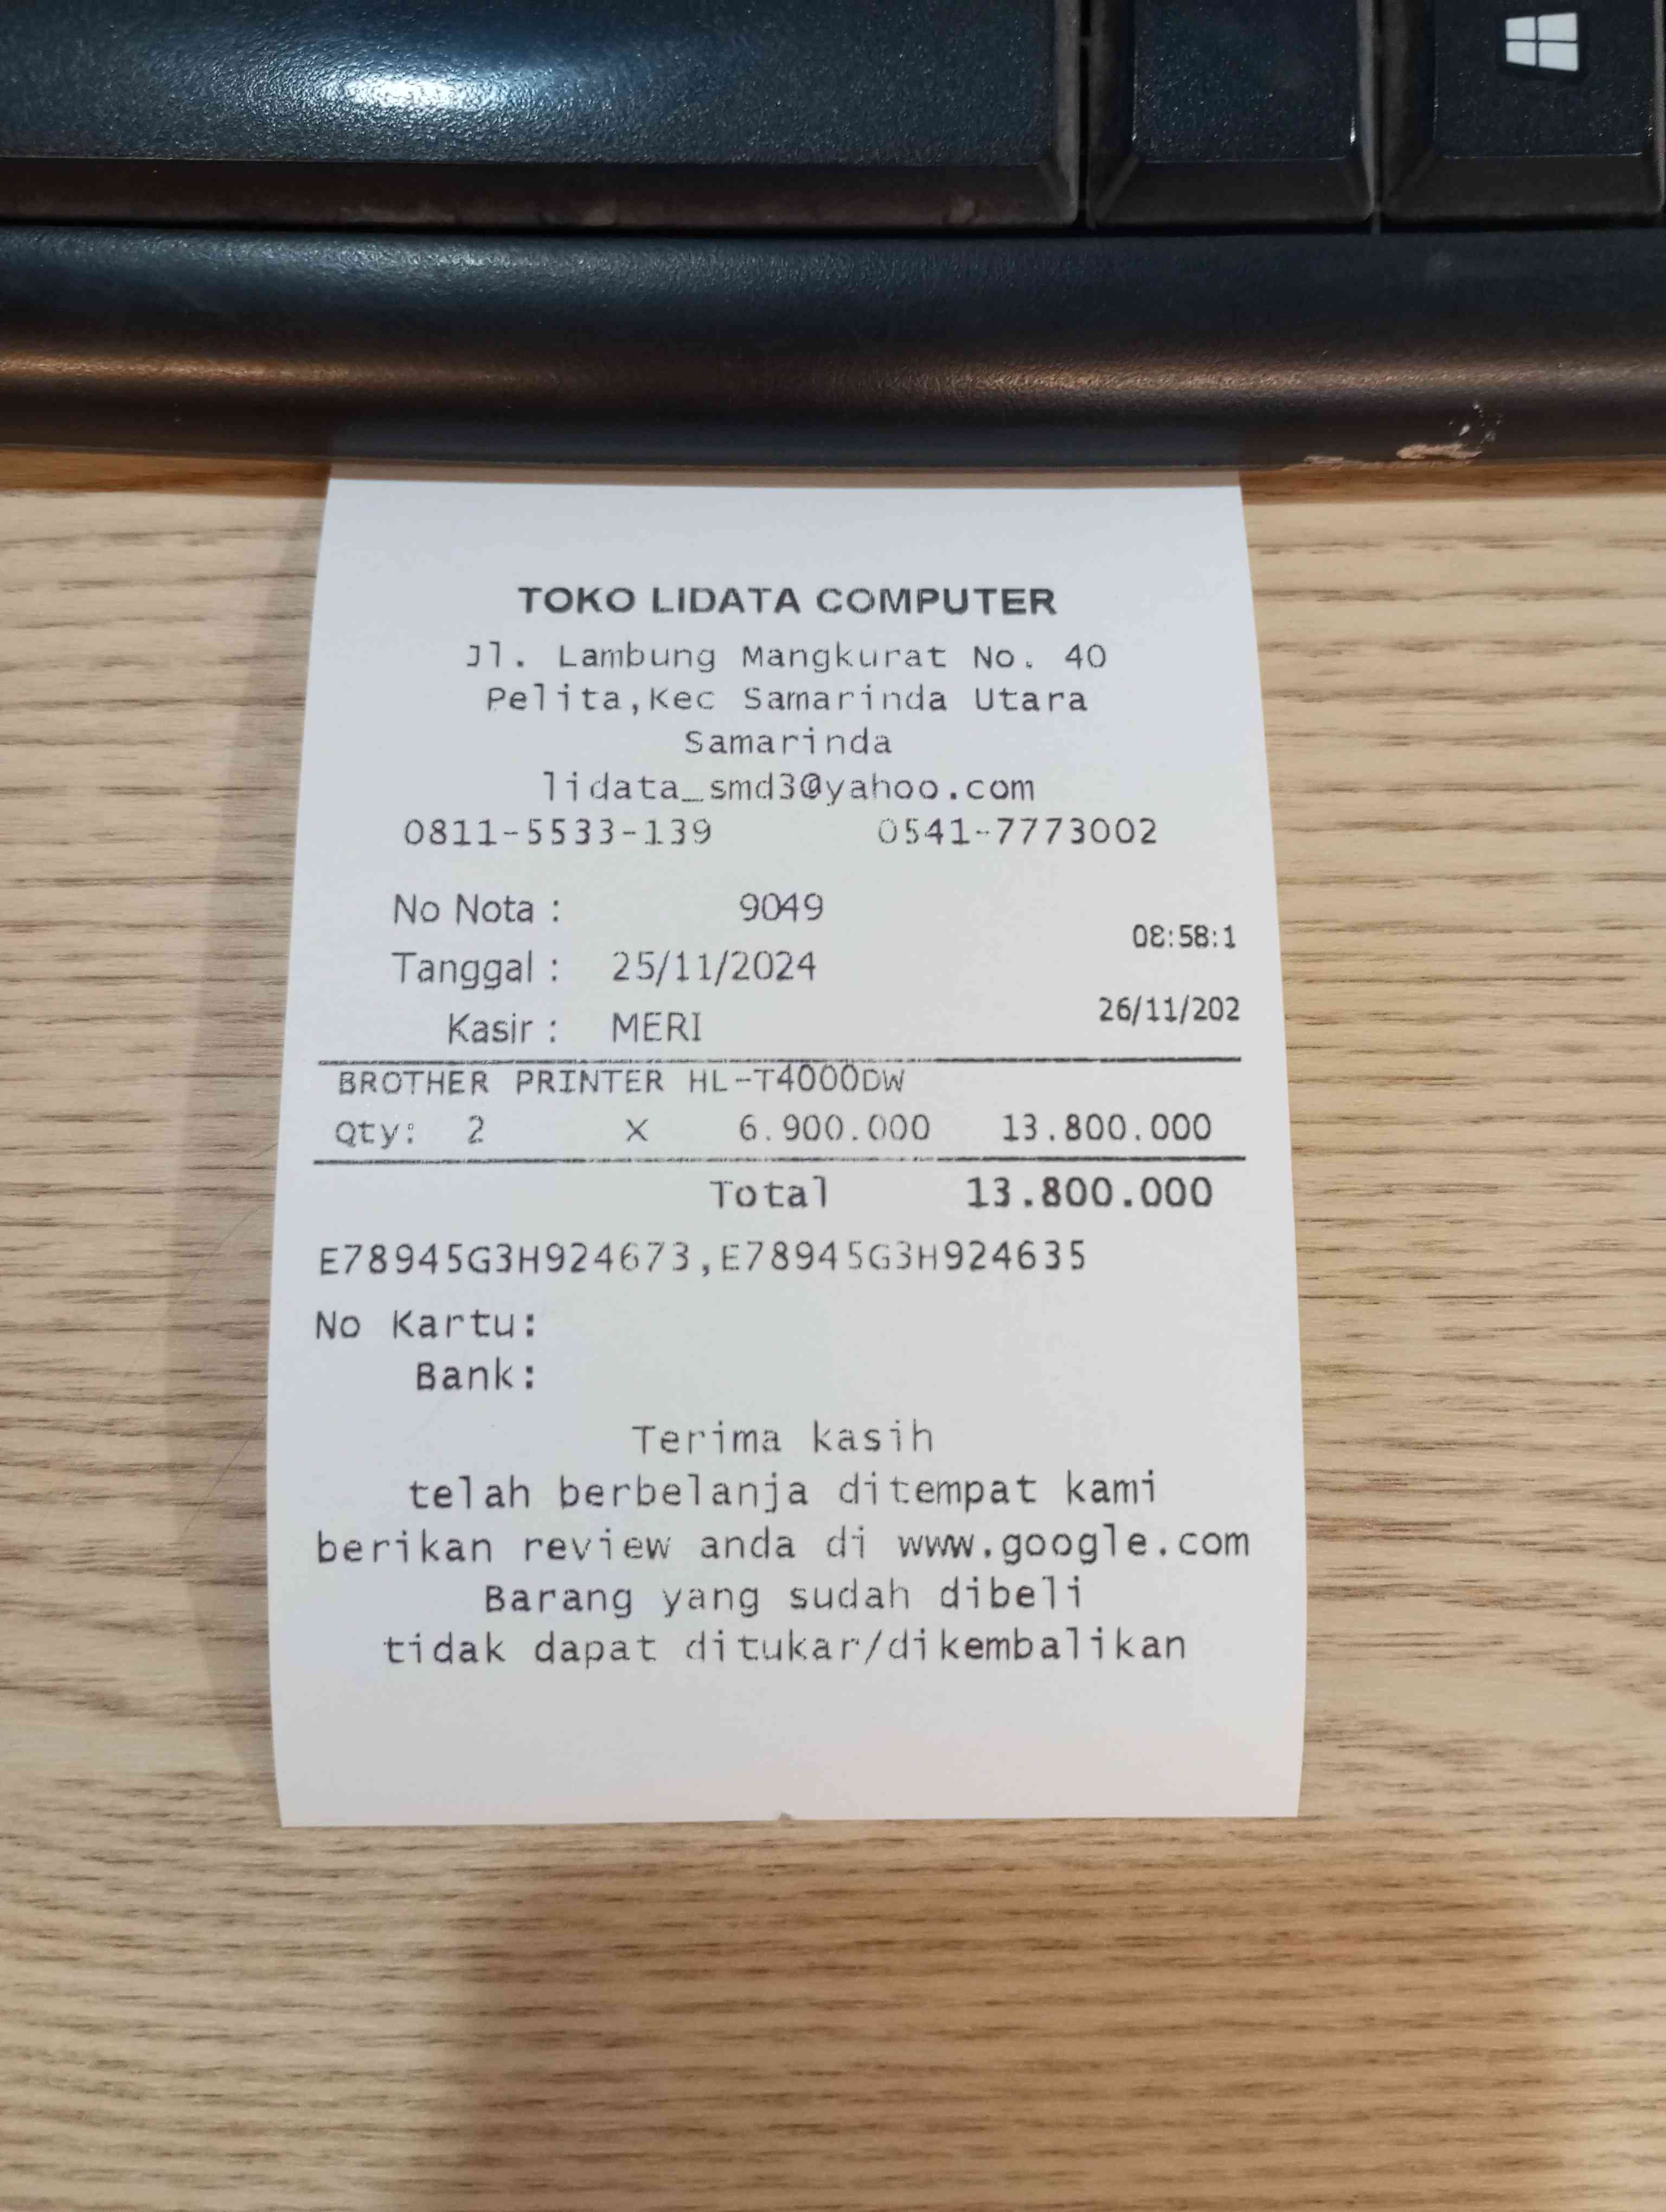 TOKO LIDATA COMPUTER
Jl. Lambung Mangkurat No. 40
Pelita,Kec Samarinda Utara
Samarinda
lidata_smd3@yahoo.com
0811-5533-139 0541-7773002
No Nota : 9049
08:58:1
Tanggal : 25/11/2024
26/11/202
Kasir : MERI
BROTHER PRINTER HL-T4000DW
Qty: 2 X 6.900.000 13.800.000
Total 13.800.000
E78945G3H924673,E78945G3H924635
No Kartu:
Bank:
Terima kasih
telah berbelanja ditempat kami
berikan review anda di www.google.com
Barang yang sudah dibeli
tidak dapat ditukar/dikembalikan